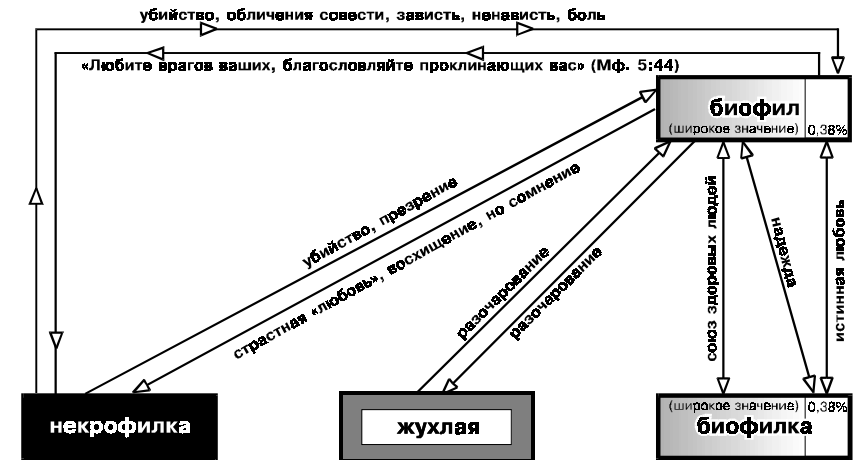 убийство, обличения совести, зависть, ненависть, боль
«Любите врагов ваших, благословляйте проклинающих вас» (Мф. 5:44)
биофил
(широкое значение) 0,38%
убийство, презрение
страстная «любовь», восхищение, но сомнение
разочарование
разочарование
союз здоровых людей
надежда
истинная любовь
некрофилка
жухлая
(широкое значение) 0,38%
биофилка